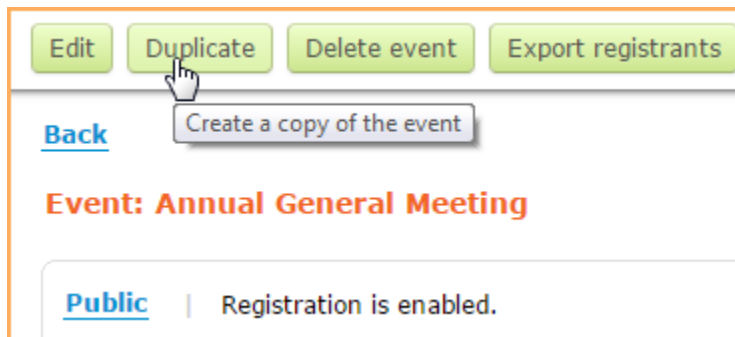 Edit Duplicate Delete event Export registrants
Create a copy of the event
Back
Event: Annual General Meeting
Public | Registration is enabled.